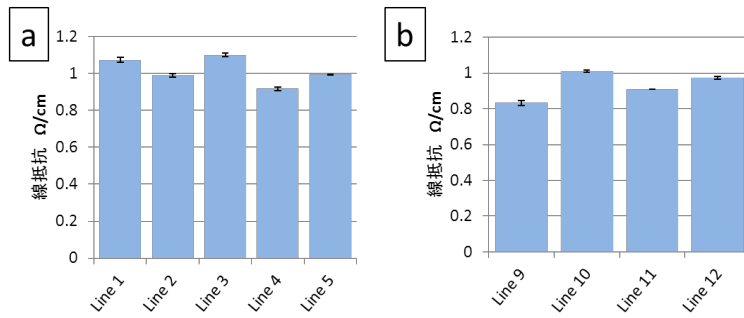 a
線抵抗 Ω/cm
1.2
1
0.8
0.6
0.4
0.2
0
Line 1
Line 2
Line 3
Line 4
Line 5
b
線抵抗 Ω/cm
1.2
1
0.8
0.6
0.4
0.2
0
Line 9
Line 10
Line 11
Line 12